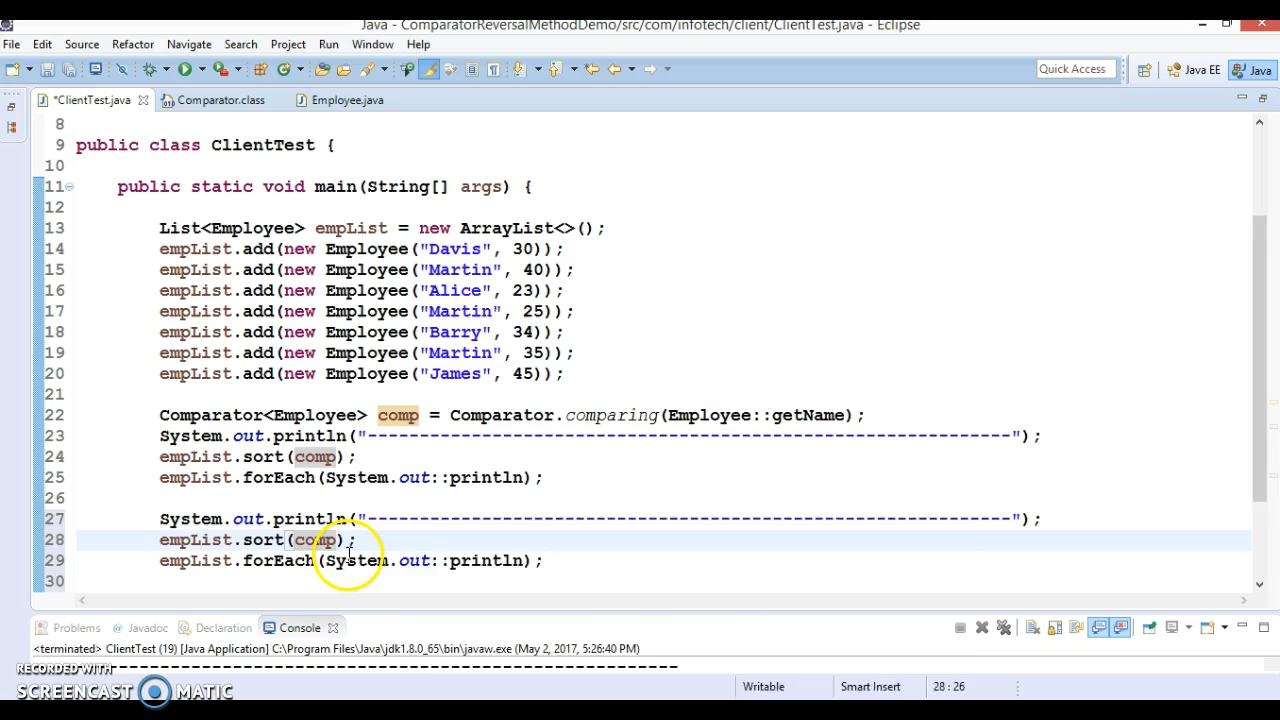 Java - ComparatorReversalMethodDemo/src/com/infotech/client/ClientTest.java - Eclipse
File Edit Source Refactor Navigate Search Project Run Window Help
Quick Access Java EE Java
*ClientTest.java Comparator.class Employee.java
8
9 public class ClientTest {
10
11 public static void main(String[] args) {
12
13 List<Employee> empList = new ArrayList<>();
14 empList.add(new Employee("Davis", 30));
15 empList.add(new Employee("Martin", 40));
16 empList.add(new Employee("Alice", 23));
17 empList.add(new Employee("Martin", 25));
18 empList.add(new Employee("Barry", 34));
19 empList.add(new Employee("Martin", 35));
20 empList.add(new Employee("James", 45));
21
22 Comparator<Employee> comp = Comparator.comparing(Employee::getName);
23 System.out.println("--------------------------------------------------------------");
24 empList.sort(comp);
25 empList.forEach(System.out::println);
26
27 System.out.println("--------------------------------------------------------------");
28 empList.sort(comp);
29 empList.forEach(System.out::println);
30
Problems Javadoc Declaration Console
<terminated> ClientTest (19) [Java Application] C:\Program Files\Java\jdk1.8.0_65\bin\javaw.exe (May 2, 2017, 5:26:40 PM)
--------------------------------------------------------------
RECORDED WITH
SCREENCAST MATIC
Writable Smart Insert 28 : 26